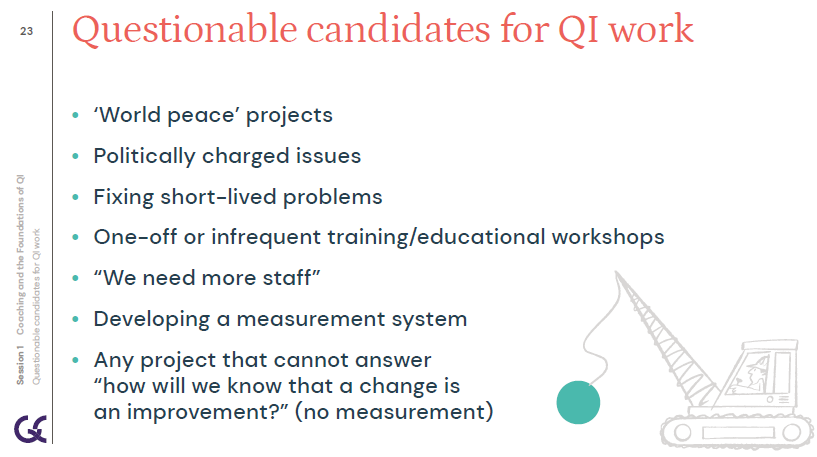 23
Questionable candidates for QI work
• ‘World peace’ projects
• Politically charged issues
• Fixing short-lived problems
• One-off or infrequent training/educational workshops
• “We need more staff”
• Developing a measurement system
• Any project that cannot answer
“how will we know that a change is
an improvement?” (no measurement)
Session 1 Coaching and the Foundations of QI
Questionable candidates for QI work